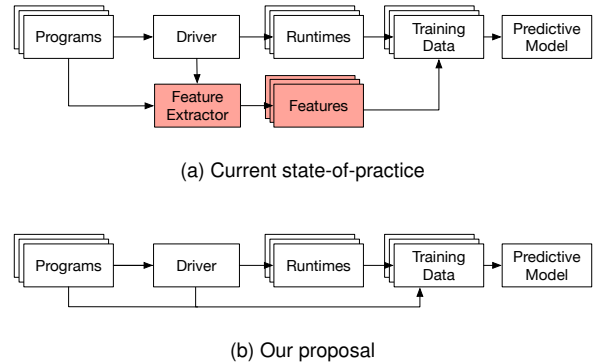 Programs
Driver
Runtimes
Training
Data
Predictive
Model
Feature
Extractor
Features
(a) Current state-of-practice
Programs
Driver
Runtimes
Training
Data
Predictive
Model
(b) Our proposal